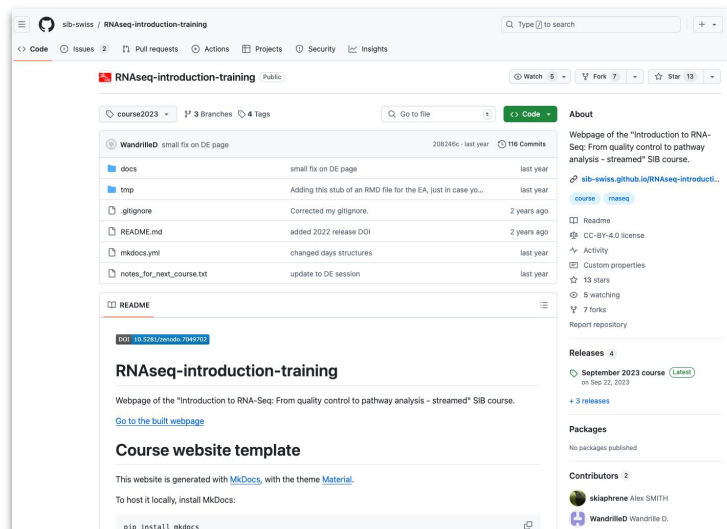 sib-swiss / RNAseq-introduction-training
Type / to search
Code Issues 2 Pull requests Actions Projects Security Insights
RNAseq-introduction-training Public
Watch 5 Fork 7 Star 13
course2023 3 Branches 4 Tags
Go to file t Code
WandrilleD small fix on DE page 208246c · last year 116 Commits
docs small fix on DE page last year
tmp Adding this stub of an RMD file for the EA, just in case yo... last year
.gitignore Corrected my gitignore. 2 years ago
README.md added 2022 release DOI 2 years ago
mkdocs.yml changed days structures last year
notes_for_next_course.txt update to DE session last year
README
DOI 10.5281/zenodo.7049702
RNAseq-introduction-training
Webpage of the "Introduction to RNA-Seq: From quality control to pathway analysis - streamed" SIB course.
Go to the built webpage
Course website template
This website is generated with MkDocs, with the theme Material.
To host it locally, install MkDocs:
pip install mkdocs
About
Webpage of the "Introduction to RNA-
Seq: From quality control to pathway
analysis - streamed" SIB course.
sib-swiss.github.io/RNAseq-introducti...
course rnaseq
Readme
CC-BY-4.0 license
Activity
Custom properties
13 stars
5 watching
7 forks
Report repository
Releases 4
September 2023 course Latest
on Sep 22, 2023
+ 3 releases
Packages
No packages published
Contributors 2
skiaphrene Alex SMITH
WandrilleD Wandrille D.